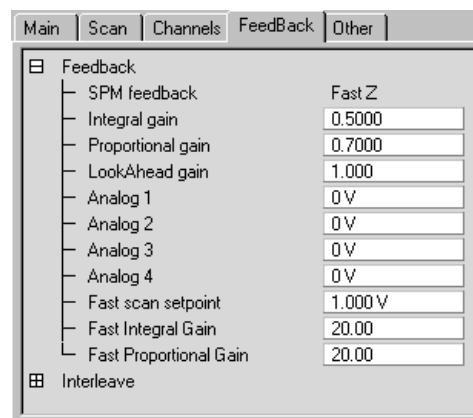 Main Scan Channels FeedBack Other
Feedback
SPM feedback Fast Z
Integral gain 0.5000
Proportional gain 0.7000
LookAhead gain 1.000
Analog 1 0 V
Analog 2 0 V
Analog 3 0 V
Analog 4 0 V
Fast scan setpoint 1.000 V
Fast Integral Gain 20.00
Fast Proportional Gain 20.00
Interleave